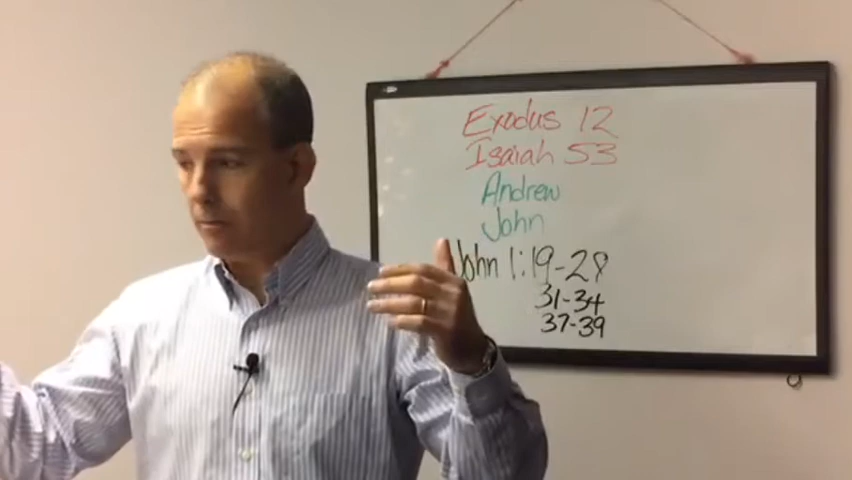 Exodus 12
Isaiah 53
Andrew
John
John 1:19-28
31-34
37-39